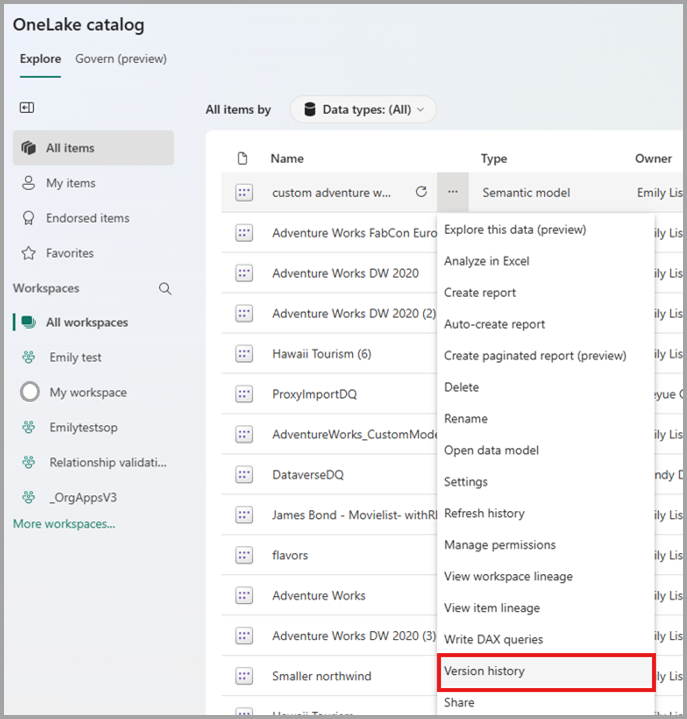 OneLake catalog
Explore Govern (preview)
All items by Data types: (All)
All items
My items
Endorsed items
Favorites
Workspaces
All workspaces
Emily test
My workspace
Emilytestsop
Relationship validati...
_OrgAppsV3
More workspaces...
Name Type Owner
custom adventure w... ... Semantic model Emily Lis
Adventure Works FabCon Euro ily Lis
Adventure Works DW 2020 ily Lis
Adventure Works DW 2020 (2) ily Lis
Hawaii Tourism (6) ily Lis
ProxyImportDQ
AdventureWorks_CustomMode ily Lis
DataverseDQ ndy D
James Bond - Movielist- withRL ily Lis
flavors ily Lis
Adventure Works ily Lis
Adventure Works DW 2020 (3) ily Lis
Smaller northwind ily Lis
Hawaii Tourism ily Lis
Explore this data (preview)
Analyze in Excel
Create report
Auto-create report
Create paginated report (preview)
Delete
Rename
Open data model
Settings
Refresh history
Manage permissions
View workspace lineage
View item lineage
Write DAX queries
Version history
Share